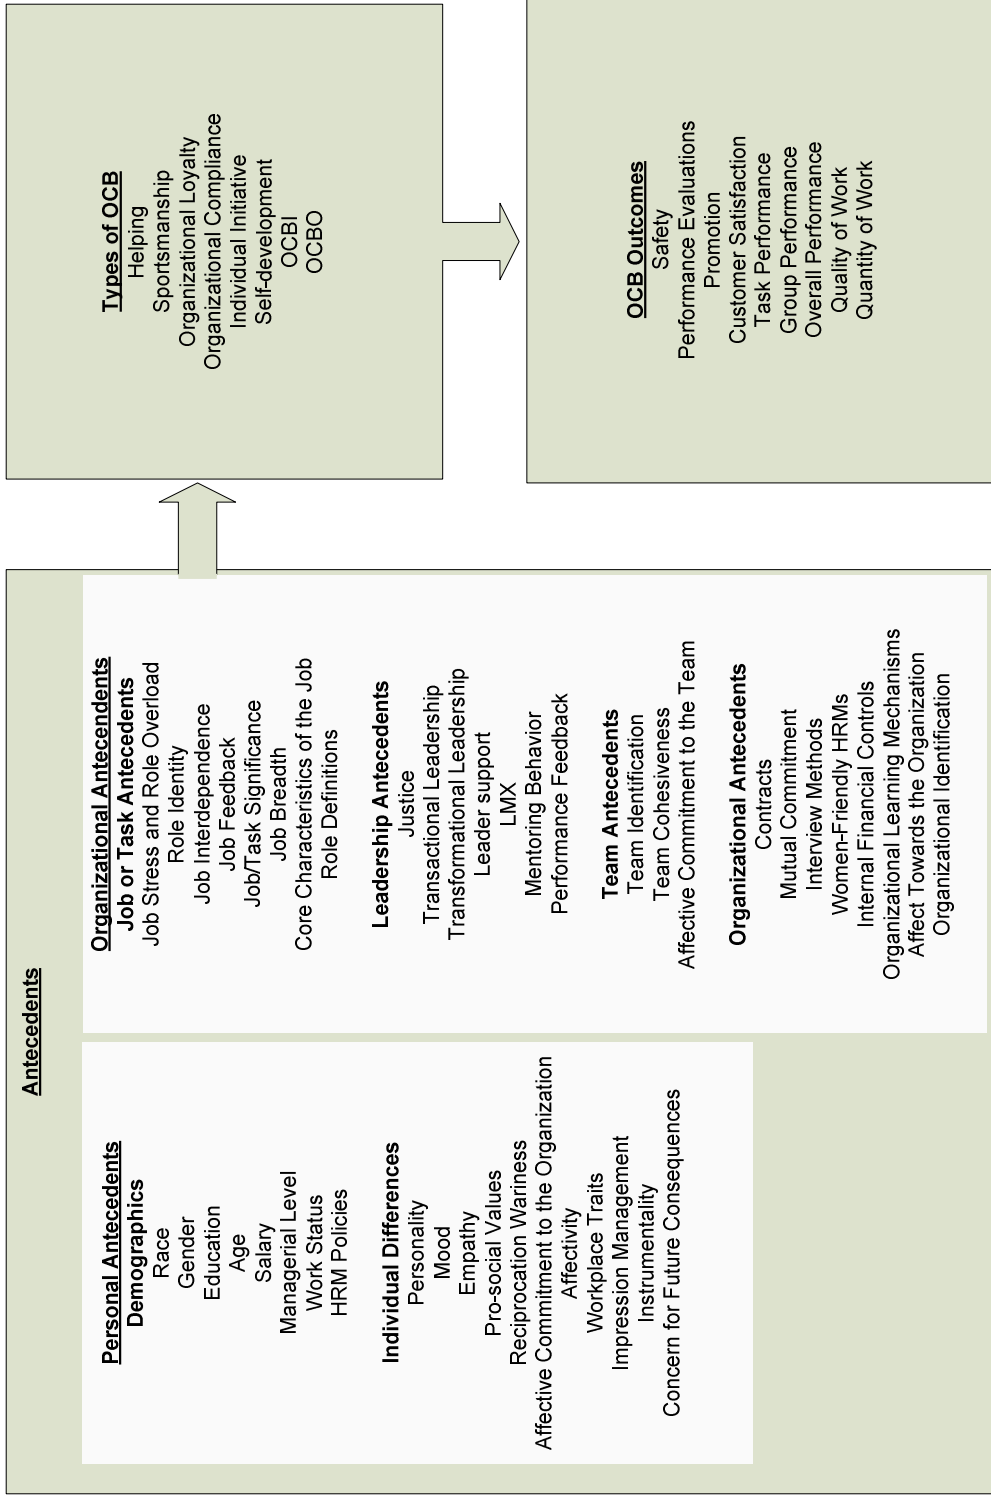 Antecedents
Personal Antecedents
Demographics
Race
Gender
Education
Age
Salary
Managerial Level
Work Status
HRM Policies
Individual Differences
Personality
Mood
Empathy
Pro-social Values
Reciprocation Wariness
Affective Commitment to the Organization
Affectivity
Workplace Traits
Impression Management
Instrumentality
Concern for Future Consequences
Organizational Antecendents
Job or Task Antecedents
Job Stress and Role Overload
Role Identity
Job Interdependence
Job Feedback
Job/Task Significance
Job Breadth
Core Characteristics of the Job
Role Definitions
Leadership Antecedents
Justice
Transactional Leadership
Transformational Leadership
Leader support
LMX
Mentoring Behavior
Performance Feedback
Team Antecedents
Team Identification
Team Cohesiveness
Affective Commitment to the Team
Organizational Antecedents
Contracts
Mutual Commitment
Interview Methods
Women-Friendly HRMs
Internal Financial Controls
Organizational Learning Mechanisms
Affect Towards the Organization
Organizational Identification
Types of OCB
Helping
Sportsmanship
Organizational Loyalty
Organizational Compliance
Individual Initiative
Self-development
OCBI
OCBO
OCB Outcomes
Safety
Performance Evaluations
Promotion
Customer Satisfaction
Task Performance
Group Performance
Overall Performance
Quality of Work
Quantity of Work